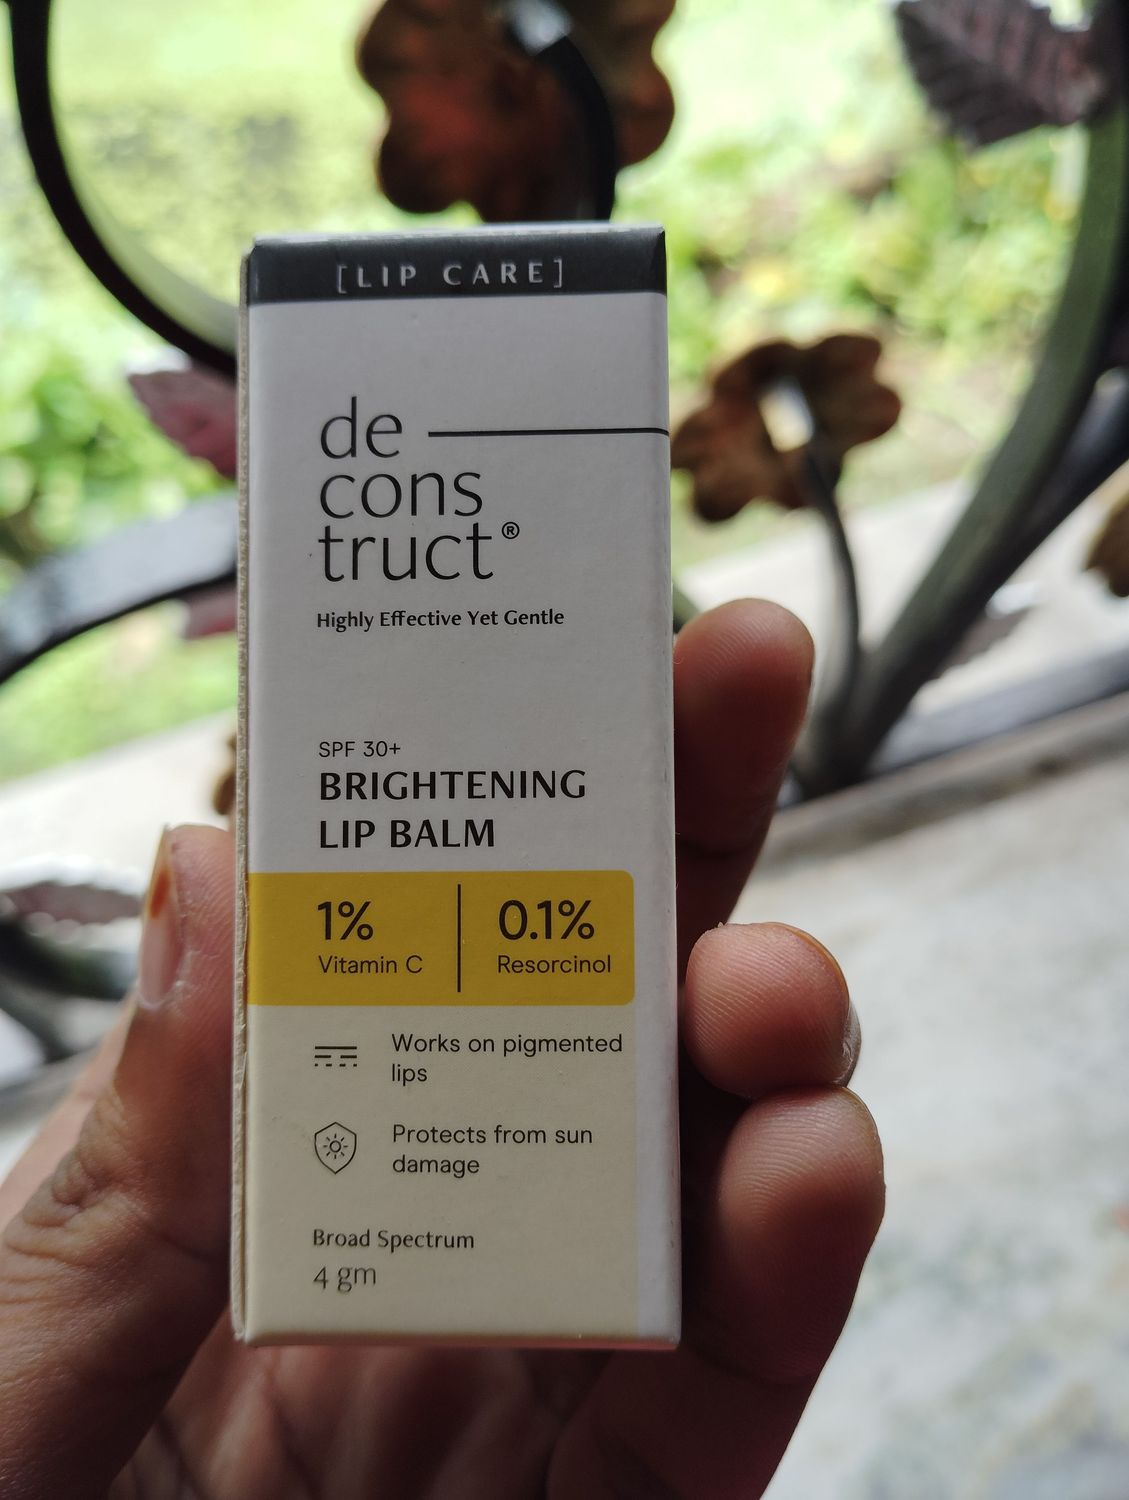 [LIP CARE]
de
cons
truct®
Highly Effective Yet Gentle
SPF 30+
BRIGHTENING
LIP BALM
1%
Vitamin C
0.1%
Resorcinol
Works on pigmented
lips
Protects from sun
damage
Broad Spectrum
4 gm